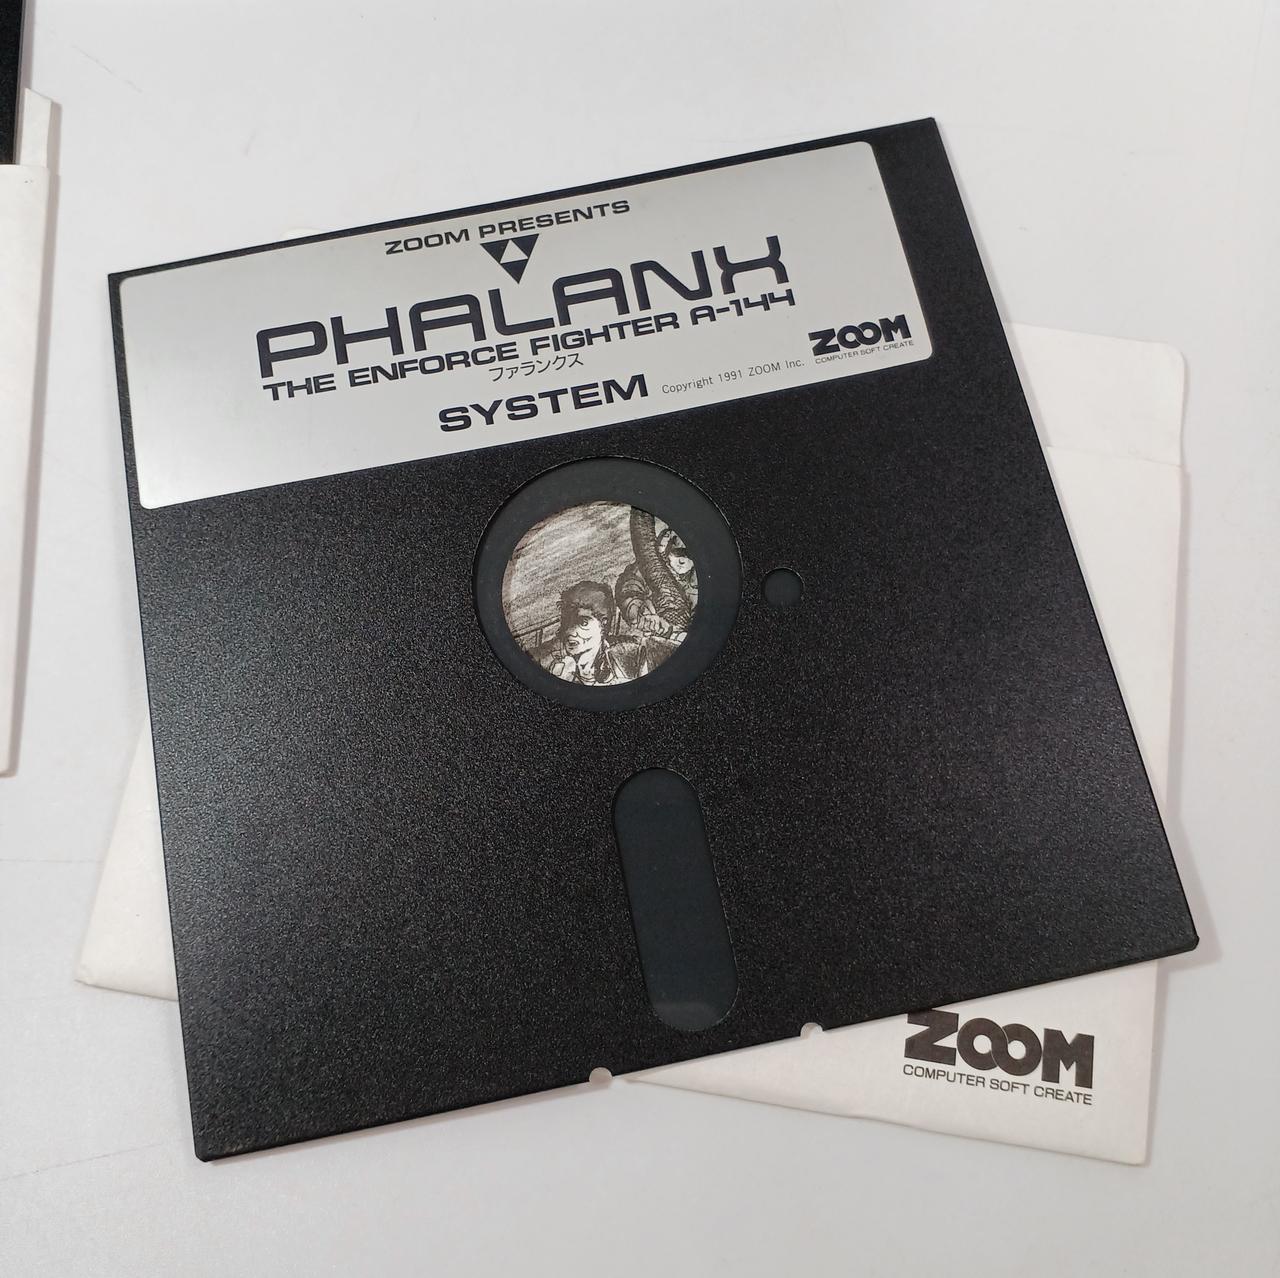 ZOOM PRESENTS
PHALANX
THE ENFORCE FIGHTER A-144
ファランクス
SYSTEM
Copyright 1991 ZOOM Inc.
ZOOM
COMPUTER SOFT CREATE
ZOOM
COMPUTER SOFT CREATE